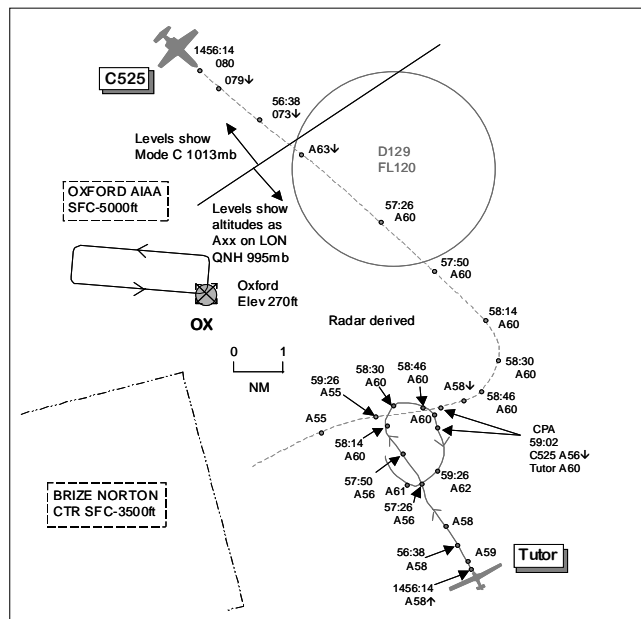 1456:14
080
C525
079↓
56:38
073↓
Levels show
Mode C 1013mb
A63↓
D129
FL120
OXFORD AIAA
SFC-5000ft
Levels show
altitudes as
Axx on LON
QNH 995mb
57:26
A60
57:50
A60
Oxford
Elev 270ft
OX
Radar derived
58:14
A60
0 1
NM
58:30
A60
58:46
A60
58:30
A60
A58↓
59:26
A55
58:46
A60
A55
A60
58:14
A60
CPA
59:02
C525 A56↓
Tutor A60
57:50
A56
59:26
A62
A61
57:26
A56
BRIZE NORTON
CTR SFC-3500ft
A58
56:38
A58
A59
Tutor
1456:14
A58↑